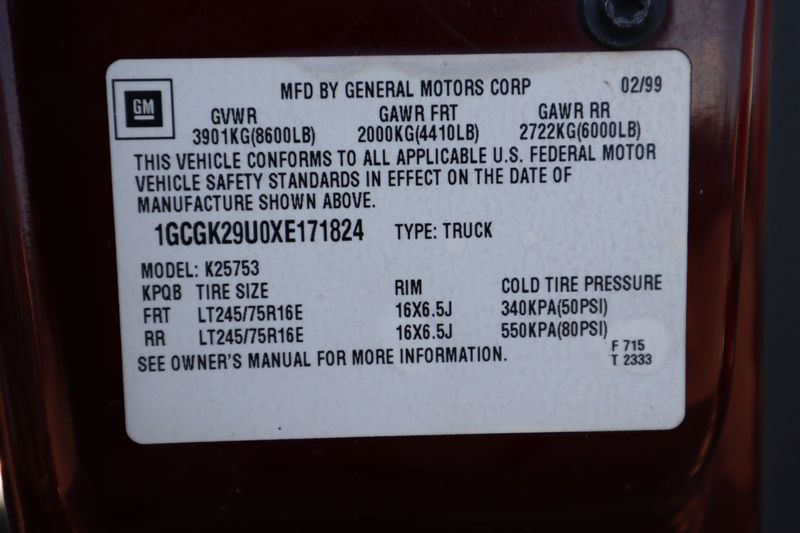 GM
MFD BY GENERAL MOTORS CORP 02/99
GVWR GAWR FRT GAWR RR
3901KG(8600LB) 2000KG(4410LB) 2722KG(6000LB)
THIS VEHICLE CONFORMS TO ALL APPLICABLE U.S. FEDERAL MOTOR
VEHICLE SAFETY STANDARDS IN EFFECT ON THE DATE OF
MANUFACTURE SHOWN ABOVE.
1GCGK29U0XE171824 TYPE: TRUCK
MODEL: K25753
KPQB TIRE SIZE RIM COLD TIRE PRESSURE
FRT LT245/75R16E 16X6.5J 340KPA(50PSI)
RR LT245/75R16E 16X6.5J 550KPA(80PSI)
SEE OWNER'S MANUAL FOR MORE INFORMATION.
F 715
T 2333